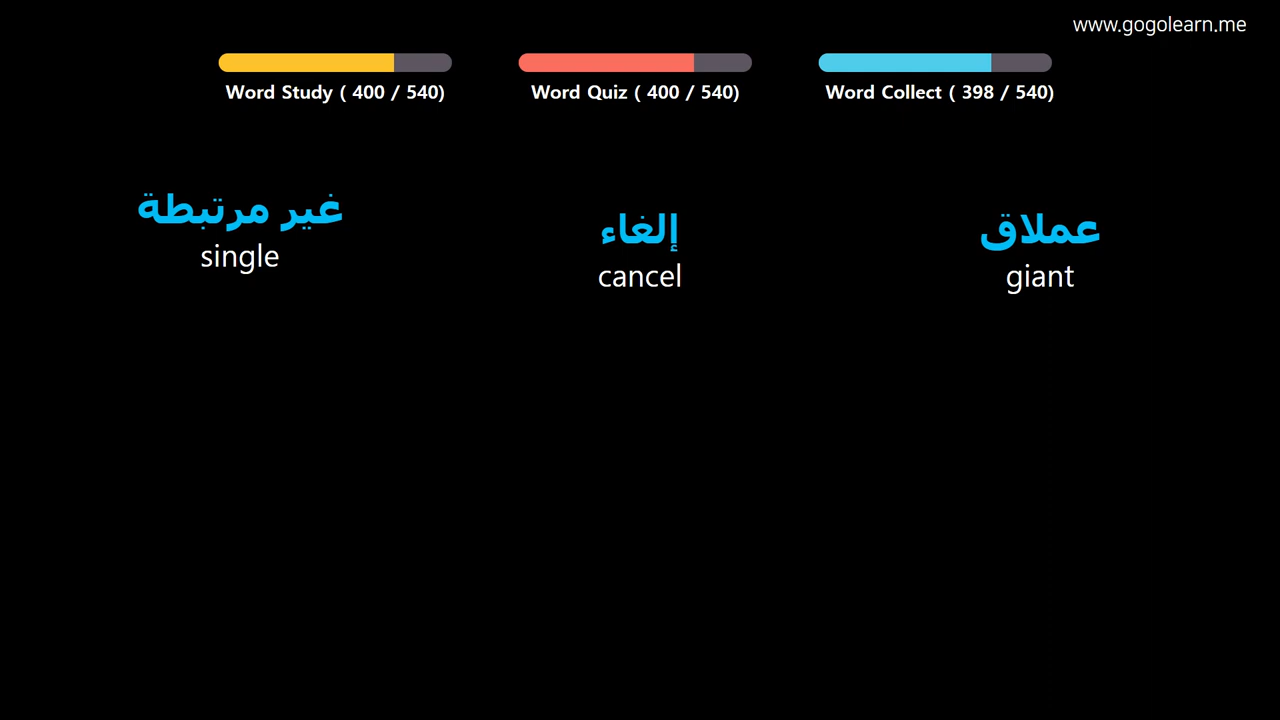 www.gogolearn.me
Word Study ( 400 / 540)
Word Quiz ( 400 / 540)
Word Collect ( 398 / 540)
غير مرتبطة
single
إلغاء
cancel
عملاق
giant